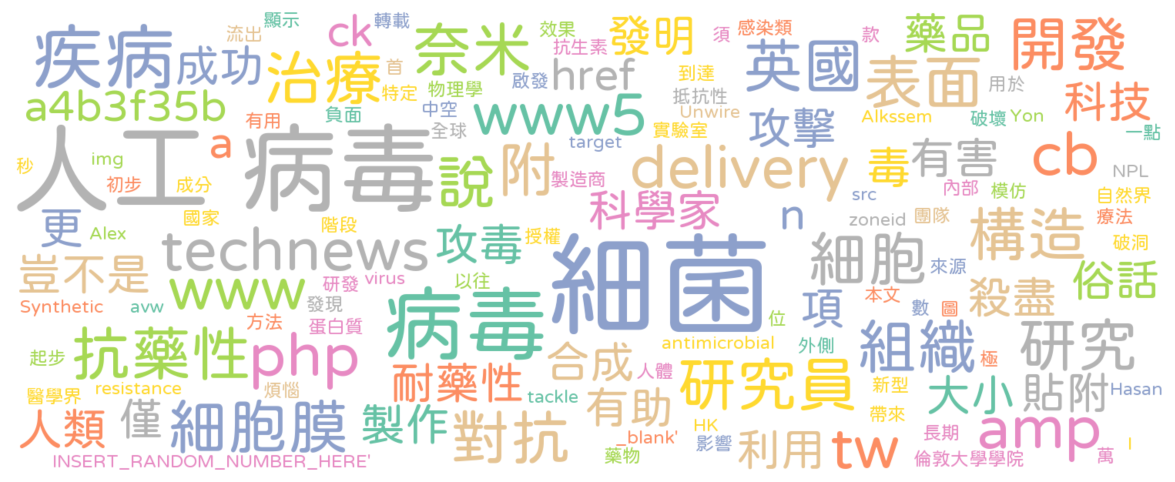 流出 顯示 ck 轉載 奈米 效果 發明 須 感染類 款 藥品 開發
疾病 成功 治療 首 特定 物理學 抗生素 啟發 href 到達 英國 表面 用於 科技
a4b3f35b 有用 負面 中空 全球 www5 抵抗性 Unwire 實驗室 攻擊 Alkssem 破壞 Yon 一點
人工病毒 a target delivery 毒 有害 cb NPL
秒 img 初步 成分 說 附 製造商 科學家 src 內部 模仿 自然界
更 Alex 國家 階段 n zoneid 團隊 構造 療法 破洞
technews 攻毒 授權 細菌 細胞 來源 俗話
豈不是 www 研發 virus 以往 殺盡
Synthetic avw 發現 病毒 位 項 本文 數 圖
抗藥性 方法 蛋白質 antimicrobial 外側 組織 極 研究
起步 php 合成 人體 研究員 新型 大小 貼附 Hasan
醫學界 resistance 煩惱 耐藥性 tackle 有助 帶來
人類 僅 細胞膜 製作 對抗 HK 影響 利用 tw 長期 amp |
INSERT_RANDOM_NUMBER_HERE' _blank' 藥物 倫敦大學學院 萬